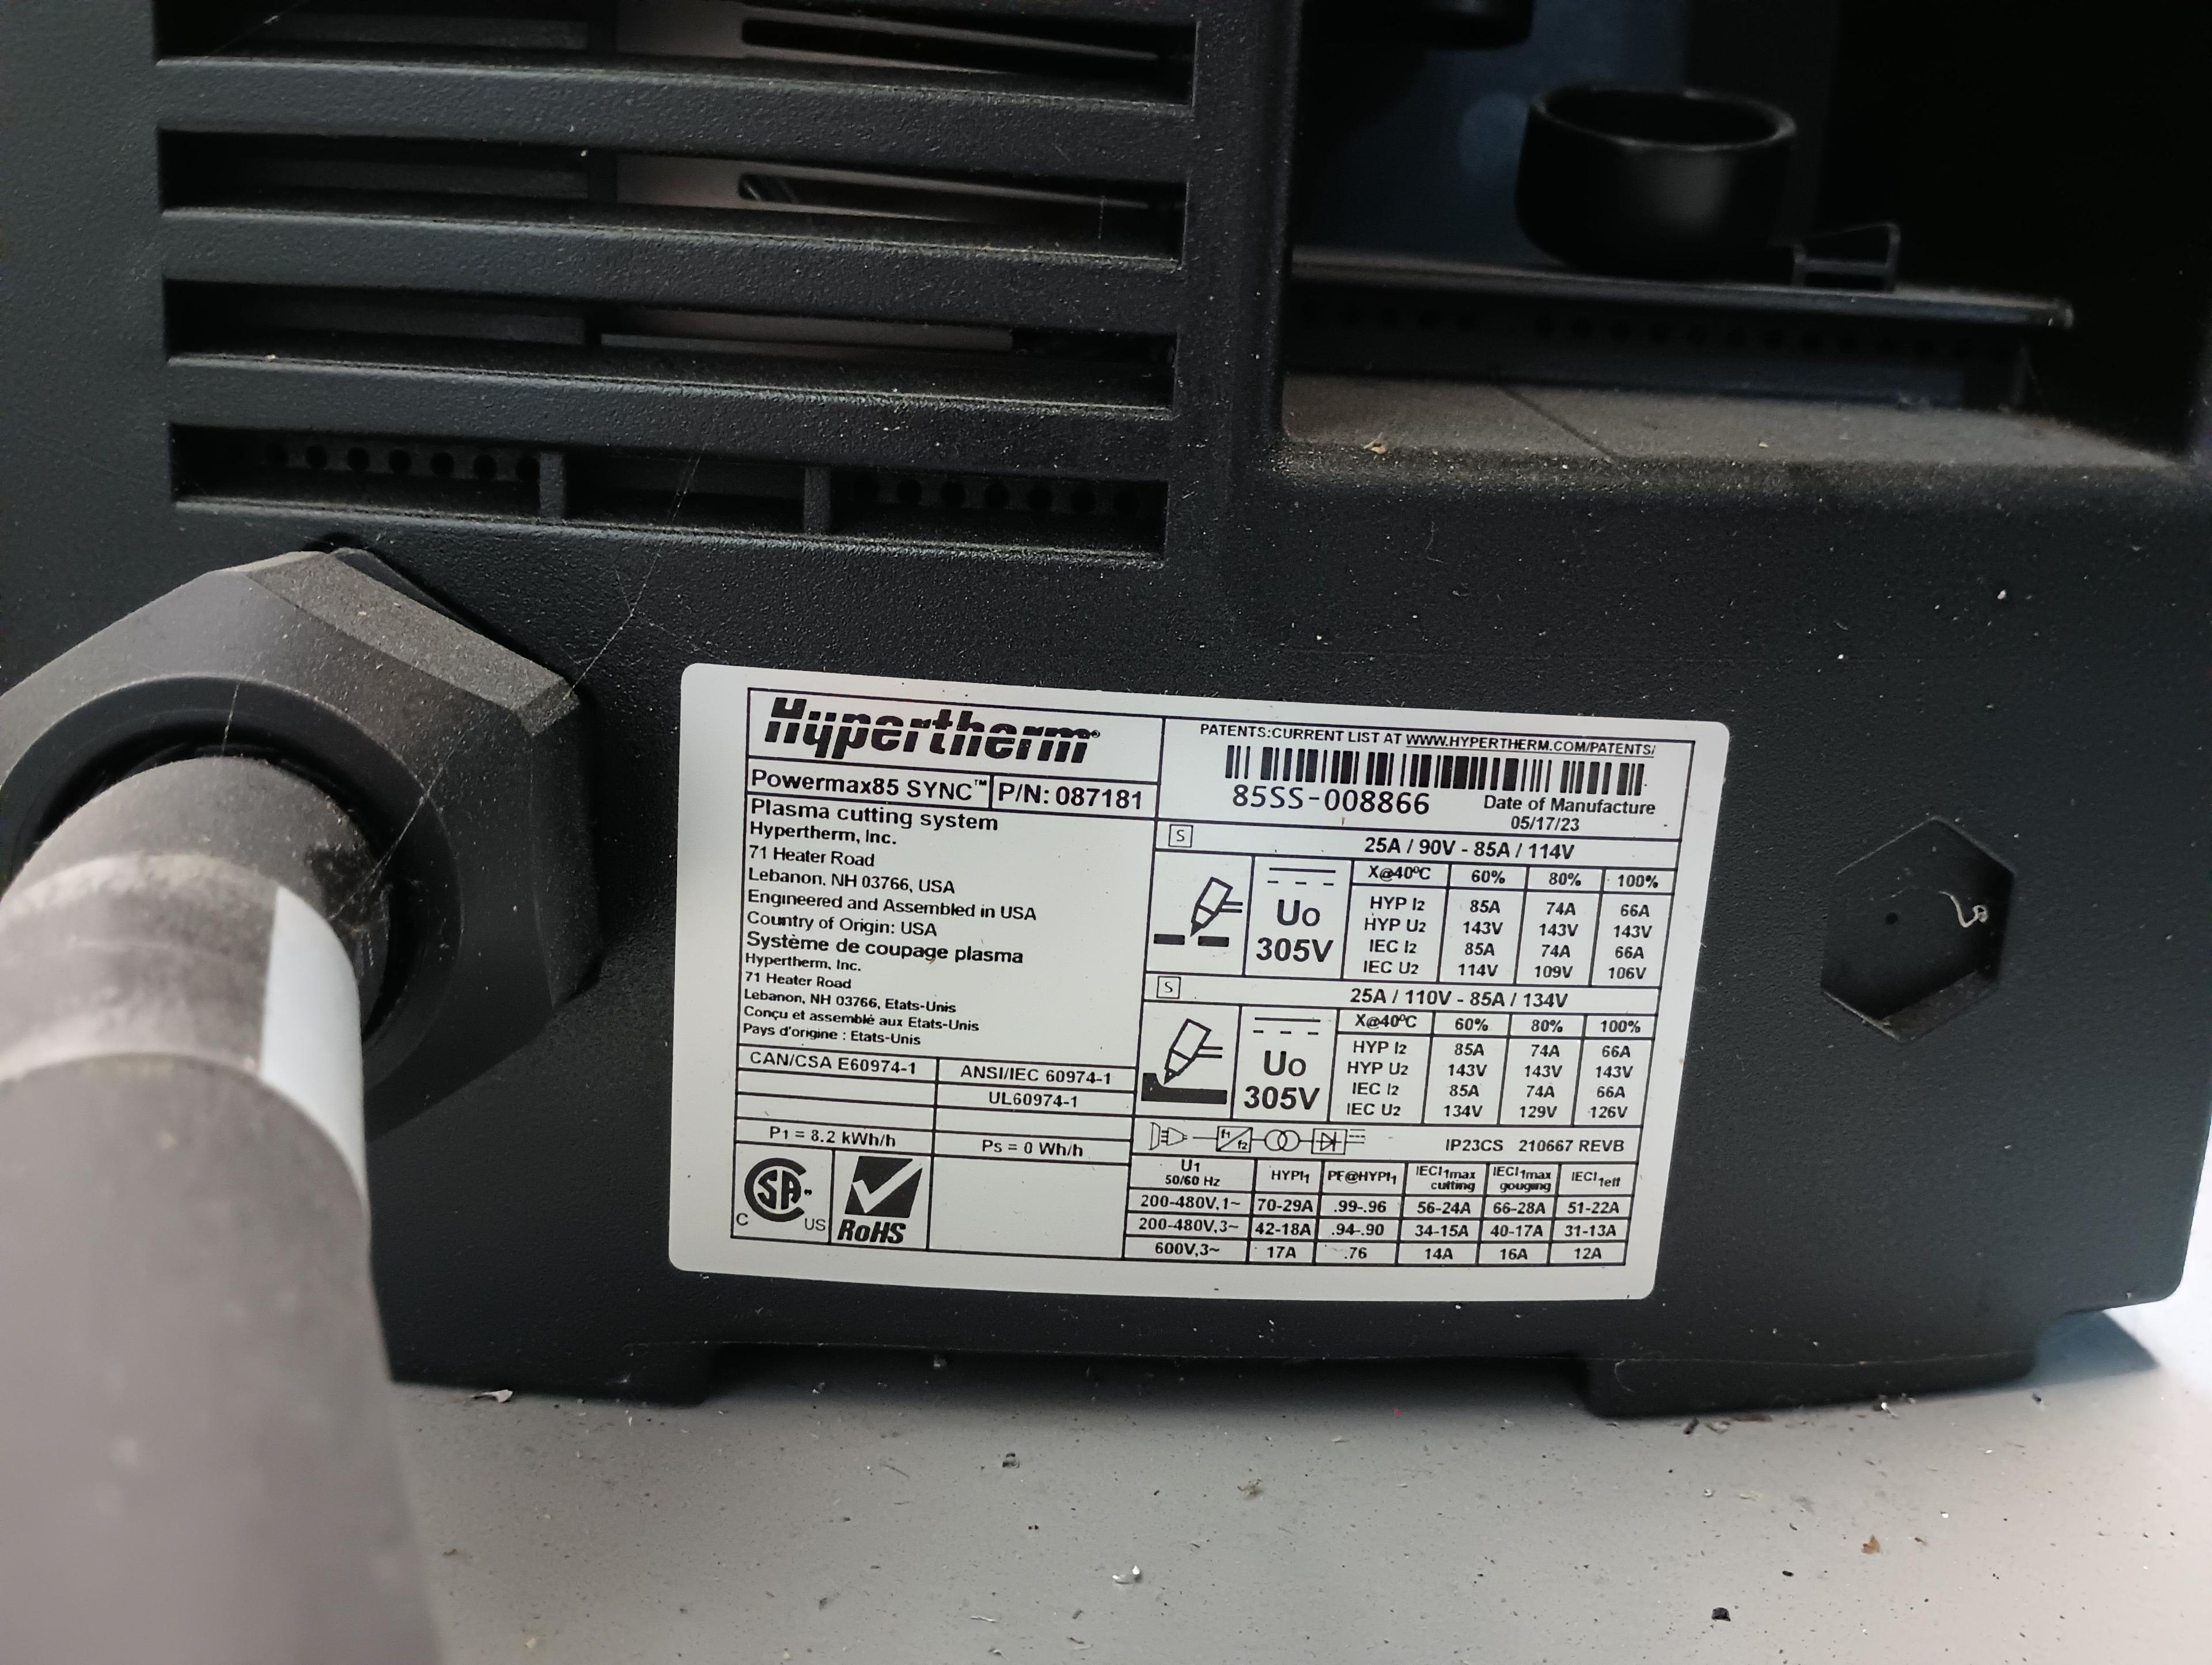 Hypertherm®
Powermax85 SYNC™ P/N: 087181
Plasma cutting system
Hypertherm, Inc.
71 Heater Road
Lebanon, NH 03766, USA
Engineered and Assembled in USA
Country of Origin: USA
Système de coupage plasma
Hypertherm, Inc.
71 Heater Road
Lebanon, NH 03766, Etats-Unis
Conçu et assemblé aux Etats-Unis
Pays d'origine : Etats-Unis
CAN/CSA E60974-1 ANSI/IEC 60974-1
UL60974-1
P1 = 8.2 kWh/h Ps = 0 Wh/h
C SA US RoHS
PATENTS:CURRENT LIST AT WWW.HYPERTHERM.COM/PATENTS/
85SS-008866 Date of Manufacture
05/17/23
S 25A / 90V - 85A / 114V
Uo 305V
X@40ºC 60% 80% 100%
HYP I2 85A 74A 66A
HYP U2 143V 143V 143V
IEC I2 85A 74A 66A
IEC U2 114V 109V 106V
S 25A / 110V - 85A / 134V
Uo 305V
X@40ºC 60% 80% 100%
HYP I2 85A 74A 66A
HYP U2 143V 143V 143V
IEC I2 85A 74A 66A
IEC U2 134V 129V 126V
f1 f2 IP23CS 210667 REVB
U1 50/60 Hz HYPI1 PF@HYPI1 IECI1max cutting IECI1max gouging IECI1eff
200-480V,1~ 70-29A .99-.96 56-24A 66-28A 51-22A
200-480V,3~ 42-18A .94-.90 34-15A 40-17A 31-13A
600V,3~ 17A .76 14A 16A 12A